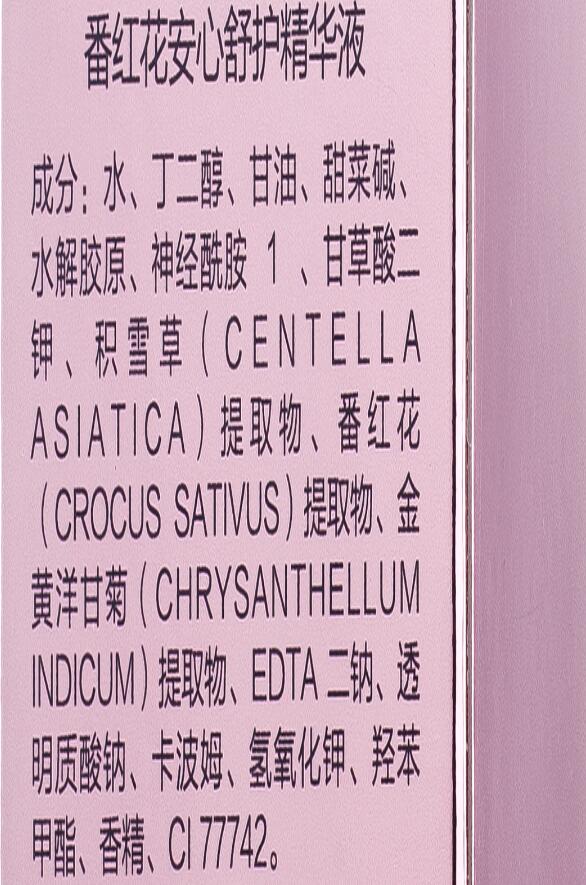 番红花安心舒护精华液
成分：水、丁二醇、甘油、甜菜碱、
水解胶原、神经酰胺 1 、甘草酸二
钾、积雪草（CENTELLA
ASIATICA）提取物、番红花
（CROCUS SATIVUS）提取物、金
黄洋甘菊（CHRYSANTHELLUM
INDICUM）提取物、EDTA 二钠、透
明质酸钠、卡波姆、氢氧化钾、羟苯
甲酯、香精、CI 77742。